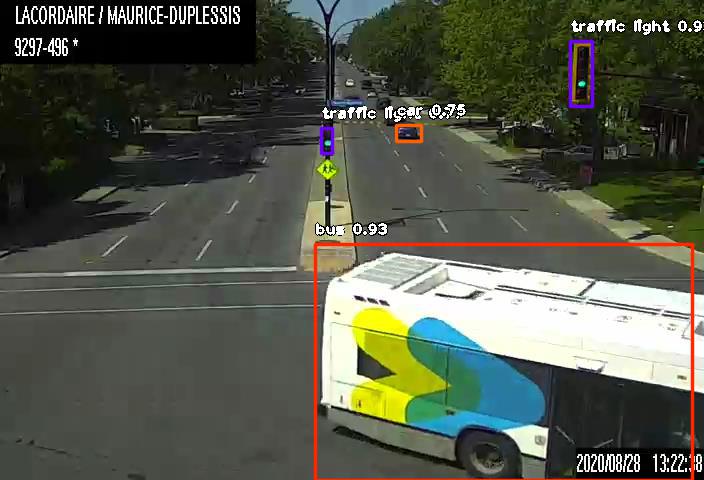 LACORDAIRE / MAURICE-DUPLESSIS
9297-496 *
traffic light 0.9
car 0.75
traffic
bus 0.93
2020/08/28 13:22:38